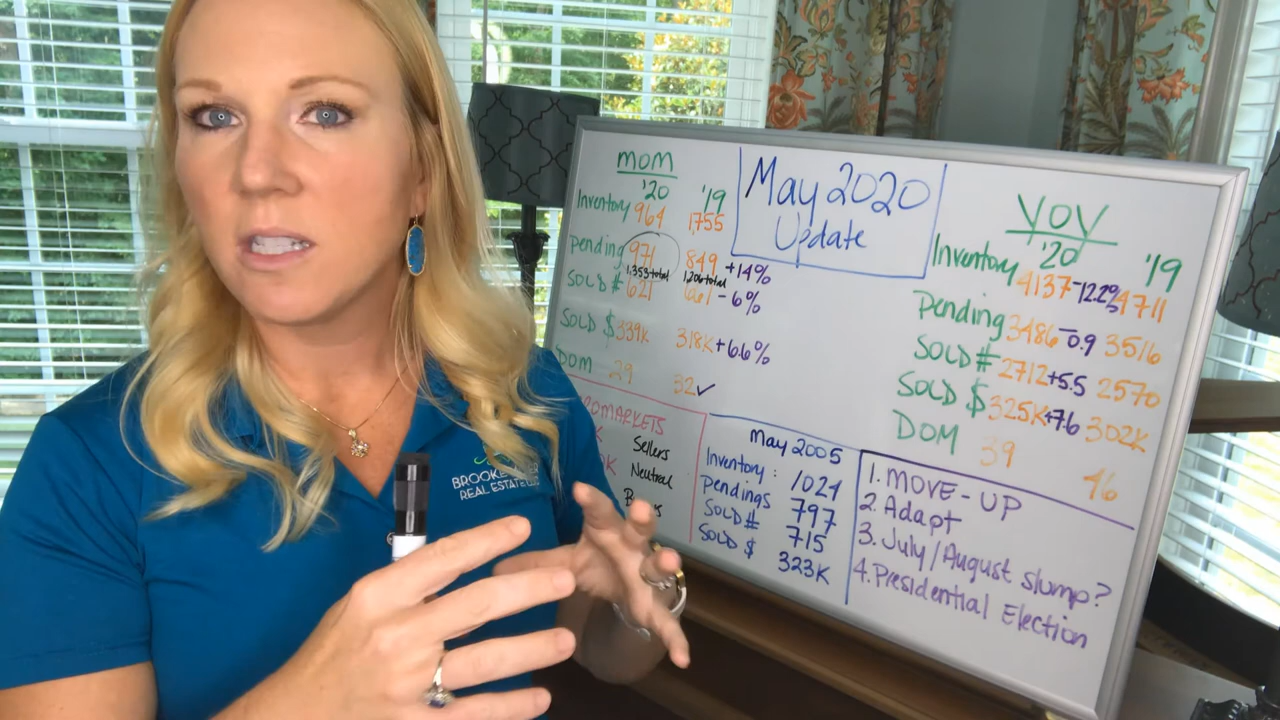 MOM
'20 '19
Inventory 964 1755
Pending 971 849 +14%
1,353 total 1,206 total
SOLD # 621 661 -6%
SOLD $ 339K 318K +6.6%
DOM 29 32✓
May 2020
Update
YOY
'20 '19
Inventory 4137 -12.2% 4711
Pending 3486 -0.9 3516
SOLD # 2712 +5.5 2570
SOLD $ 325K +7.6 302K
DOM 39 46
Sellers
Neutral
May 2005
Inventory: 1024
Pendings 797
SOLD # 715
SOLD $ 323K
1. MOVE-UP
2. Adapt
3. July/August slump?
4. Presidential Election
REAL ESTATE